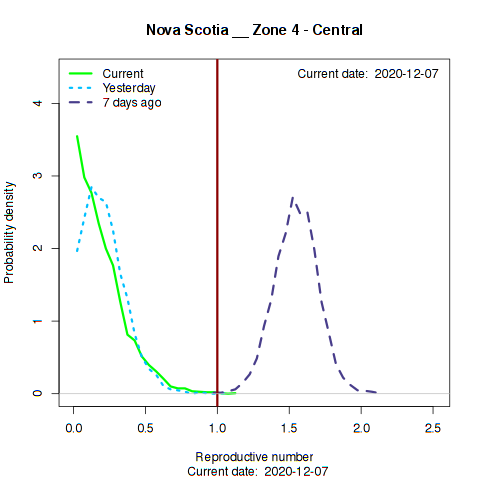 Nova Scotia __ Zone 4 - Central
Current
Yesterday
7 days ago
Current date:  2020-12-07
Probability density
4
3
2
1
0
0.0 0.5 1.0 1.5 2.0 2.5
Reproductive number
Current date:  2020-12-07